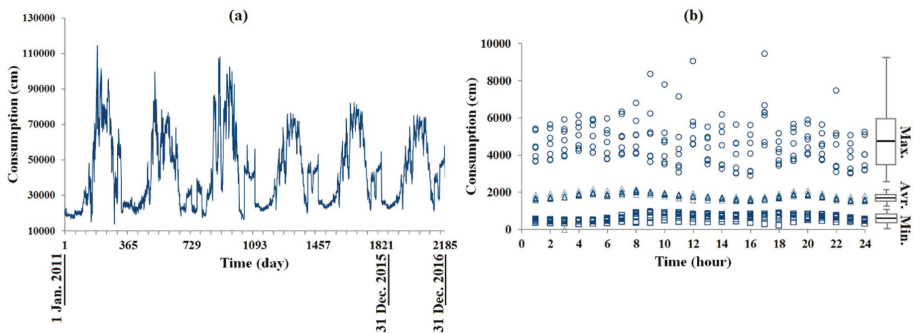 (a)
Consumption (cm)
130000
110000
90000
70000
50000
30000
10000
1
365
729
1093
1457
1821
2185
Time (day)
1 Jan. 2011
31 Dec. 2015
31 Dec. 2016
(b)
Consumption (cm)
10000
8000
6000
4000
2000
0
0
2
4
6
8
10
12
14
16
18
20
22
24
Time (hour)
Max.
Avr.
Min.